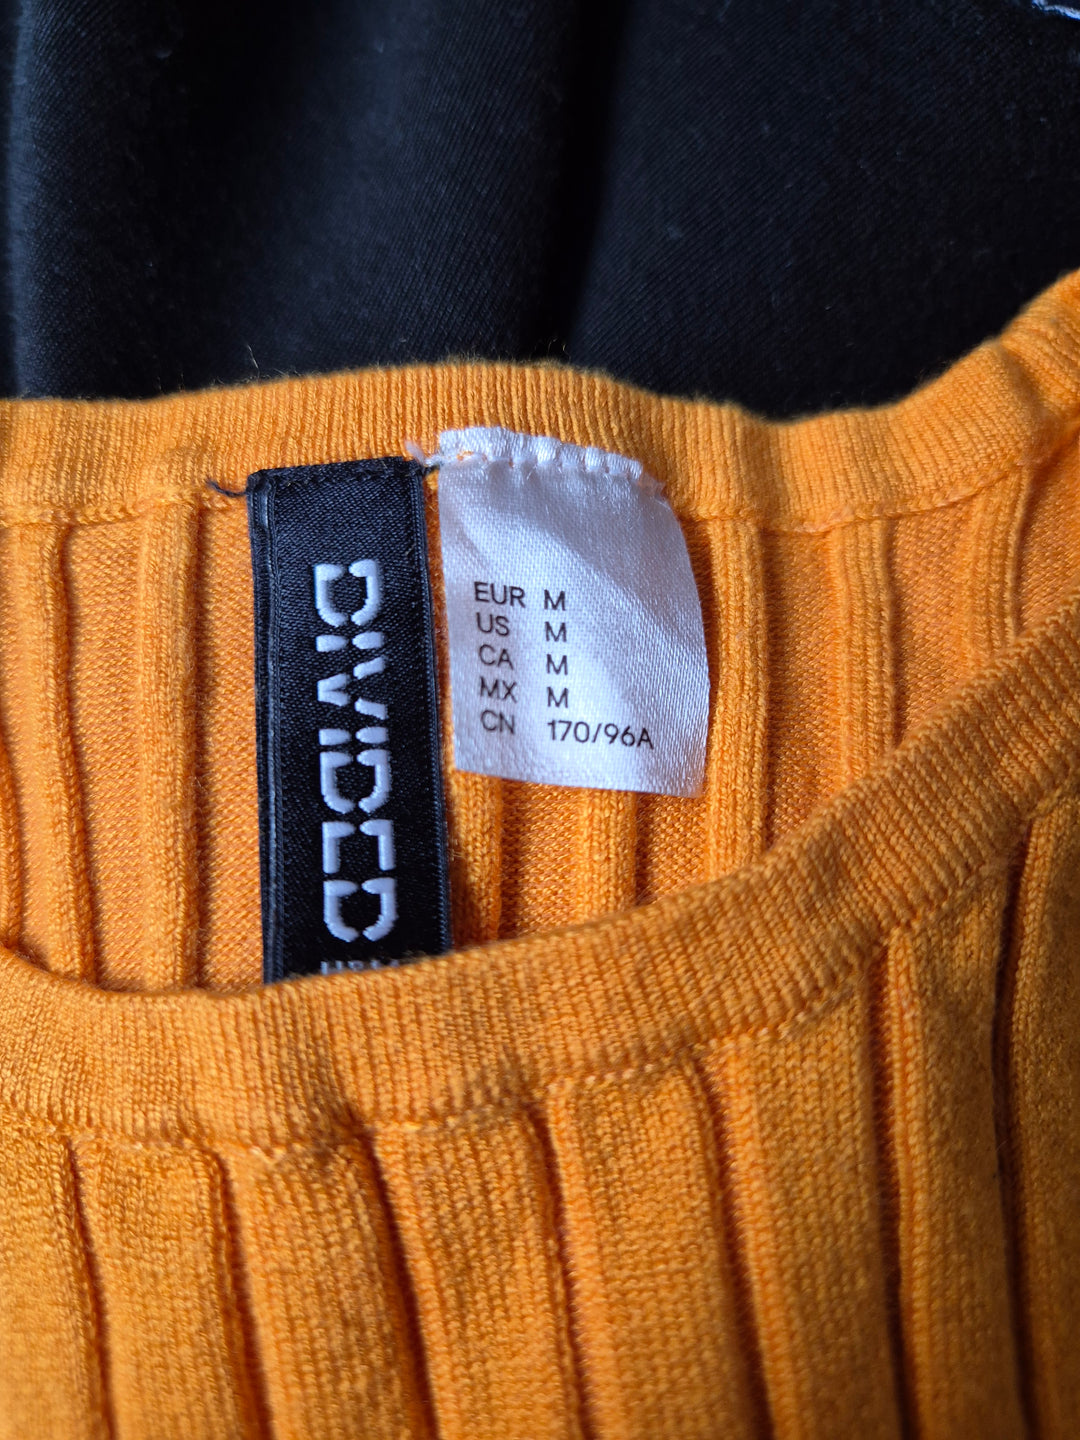 DIVIDED
EUR M
US M
CA M
MX M
CN 170/96A